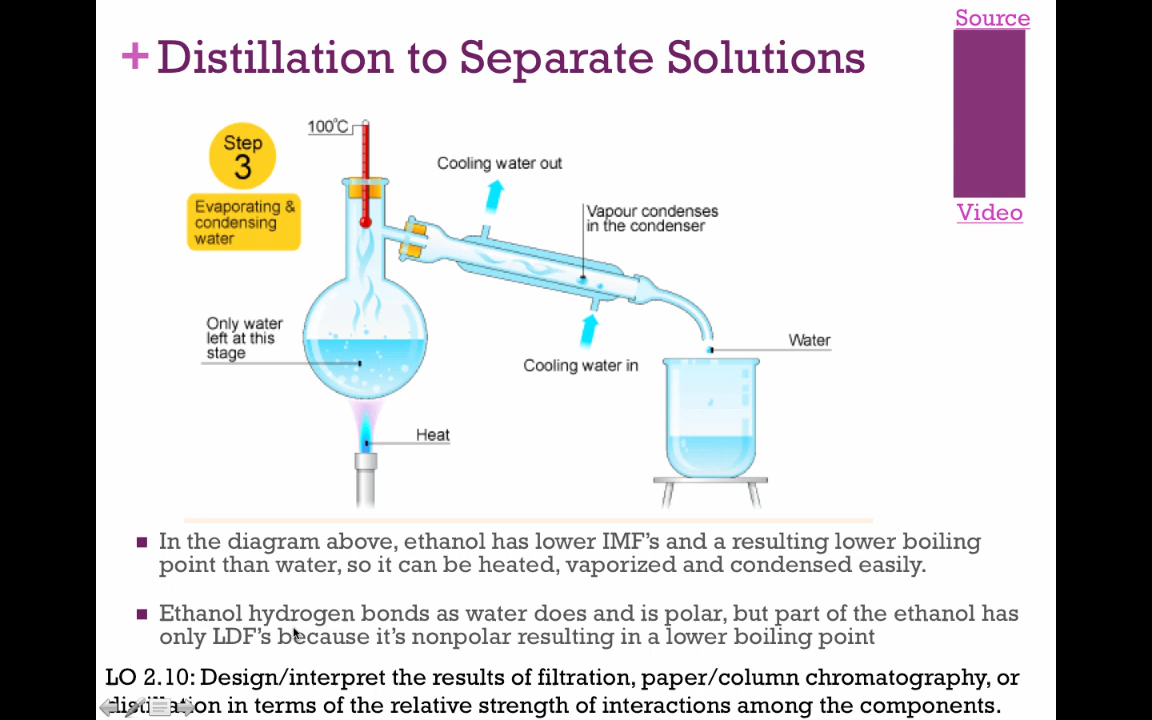 Source
+ Distillation to Separate Solutions
100°C
Step
3
Cooling water out
Evaporating &
condensing
water
Vapour condenses
in the condenser
Video
Only water
left at this
stage
Water
Cooling water in
Heat
In the diagram above, ethanol has lower IMF's and a resulting lower boiling
point than water, so it can be heated, vaporized and condensed easily.
Ethanol hydrogen bonds as water does and is polar, but part of the ethanol has
only LDF's because it's nonpolar resulting in a lower boiling point
LO 2.10: Design/interpret the results of filtration, paper/column chromatography, or
distillation in terms of the relative strength of interactions among the components.